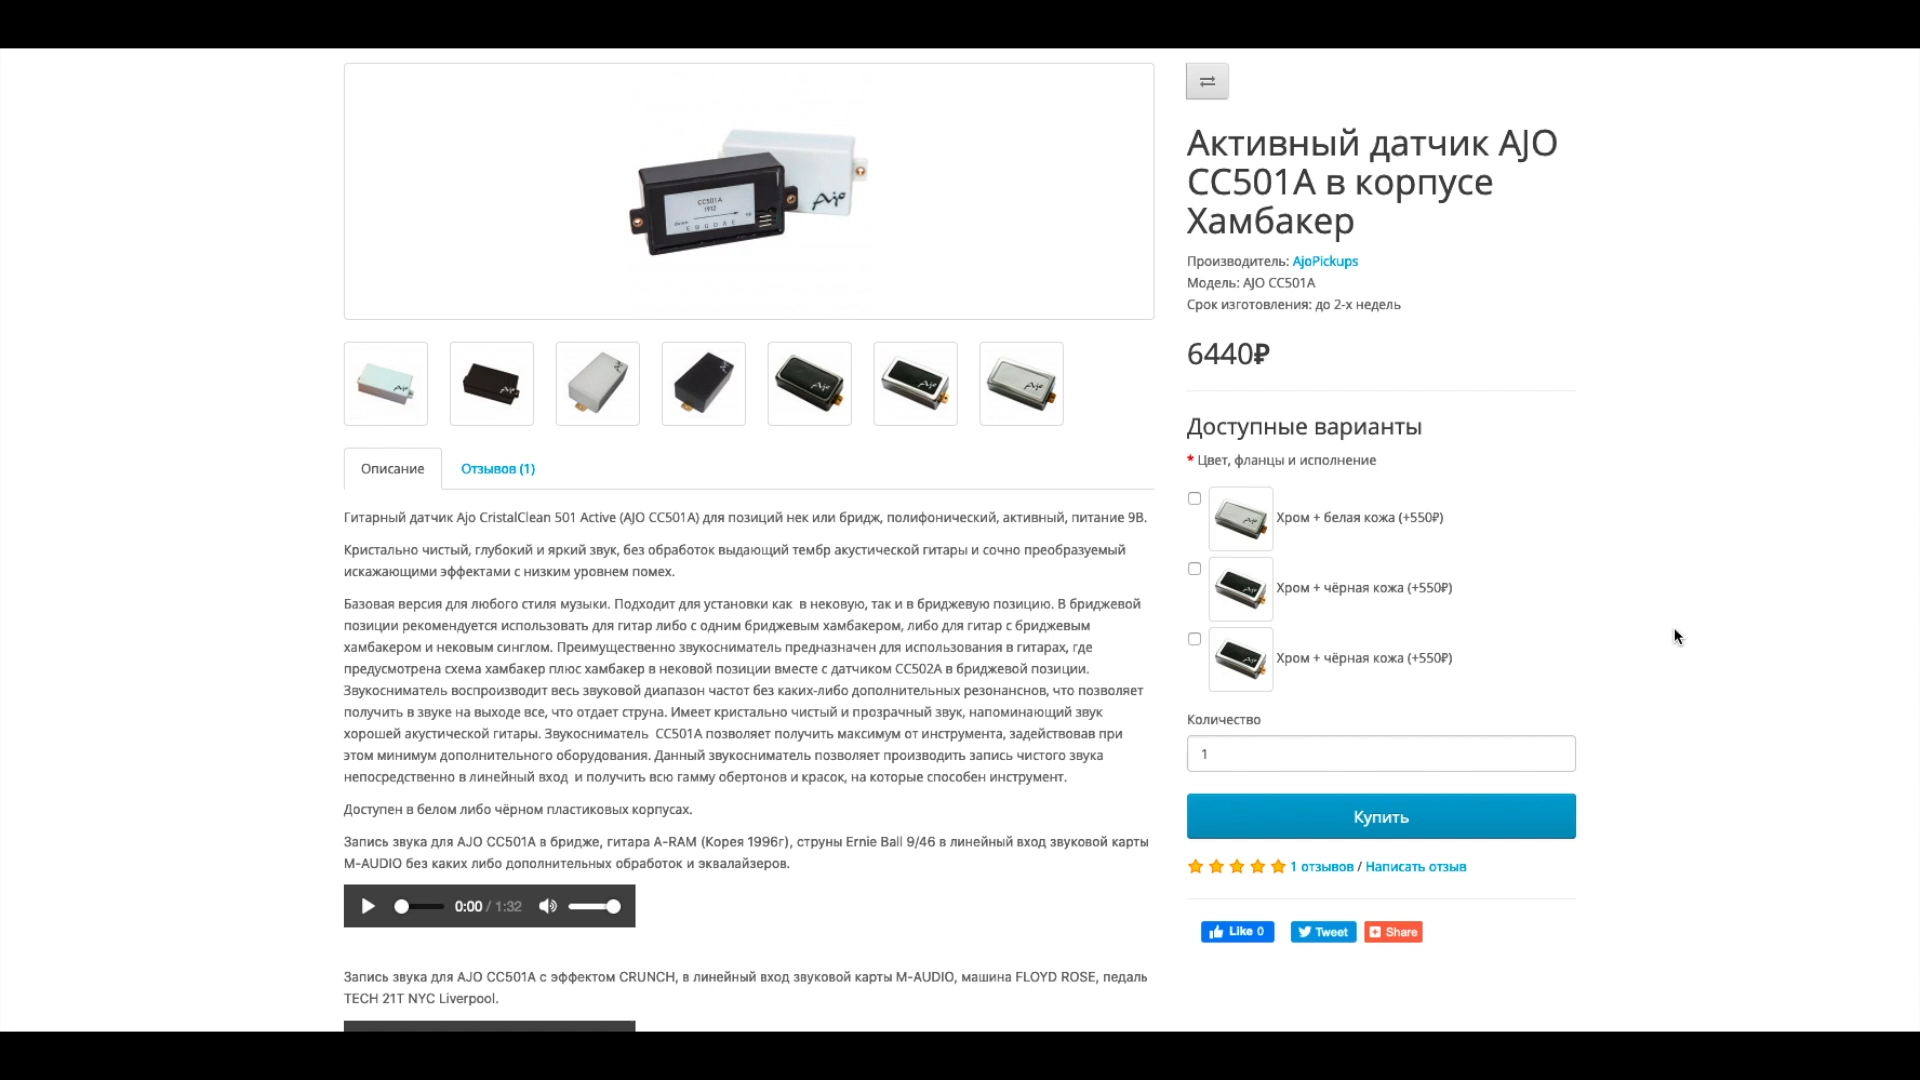 Активный датчик AJO
CC501A в корпусе
Хамбакер
Производитель: AjoPickups
Модель: AJO CC501A
Срок изготовления: до 2-х недель
6440₽
Доступные варианты
* Цвет, фланцы и исполнение
Хром + белая кожа (+550₽)
Хром + чёрная кожа (+550₽)
Хром + чёрная кожа (+550₽)
Количество
1
Купить
1 отзывов / Написать отзыв
Like 0
Tweet
Share
CC501A
1912
E G D A E
Ajo
Ajo
Ajo
Ajo
Ajo
Ajo
Описание
Отзывов (1)
Гитарный датчик Ajo CristalClean 501 Active (AJO CC501A) для позиций нек или бридж, полифонический, активный, питание 9В.
Кристально чистый, глубокий и яркий звук, без обработок выдающий тембр акустической гитары и сочно преобразуемый
искажающими эффектами с низким уровнем помех.
Базовая версия для любого стиля музыки. Подходит для установки как в нековую, так и в бриджевую позицию. В бриджевой
позиции рекомендуется использовать для гитар либо с одним бриджевым хамбакером, либо для гитар с бриджевым
хамбакером и нековым синглом. Преимущественно звукосниматель предназначен для использования в гитарах, где
предусмотрена схема хамбакер плюс хамбакер в нековой позиции вместе с датчиком CC502A в бриджевой позиции.
Звукосниматель воспроизводит весь звуковой диапазон частот без каких-либо дополнительных резонанснов, что позволяет
получить в звуке на выходе все, что отдает струна. Имеет кристально чистый и прозрачный звук, напоминающий звук
хорошей акустической гитары. Звукосниматель CC501A позволяет получить максимум от инструмента, задействовав при
этом минимум дополнительного оборудования. Данный звукосниматель позволяет производить запись чистого звука
непосредственно в линейный вход и получить всю гамму обертонов и красок, на которые способен инструмент.
Доступен в белом либо чёрном пластиковых корпусах.
Запись звука для AJO CC501A в бридже, гитара A-RAM (Корея 1996г), струны Ernie Ball 9/46 в линейный вход звуковой карты
M-AUDIO без каких либо дополнительных обработок и эквалайзеров.
0:00 / 1:32
Запись звука для AJO CC501A с эффектом CRUNCH, в линейный вход звуковой карты M-AUDIO, машина FLOYD ROSE, педаль
TECH 21T NYC Liverpool.